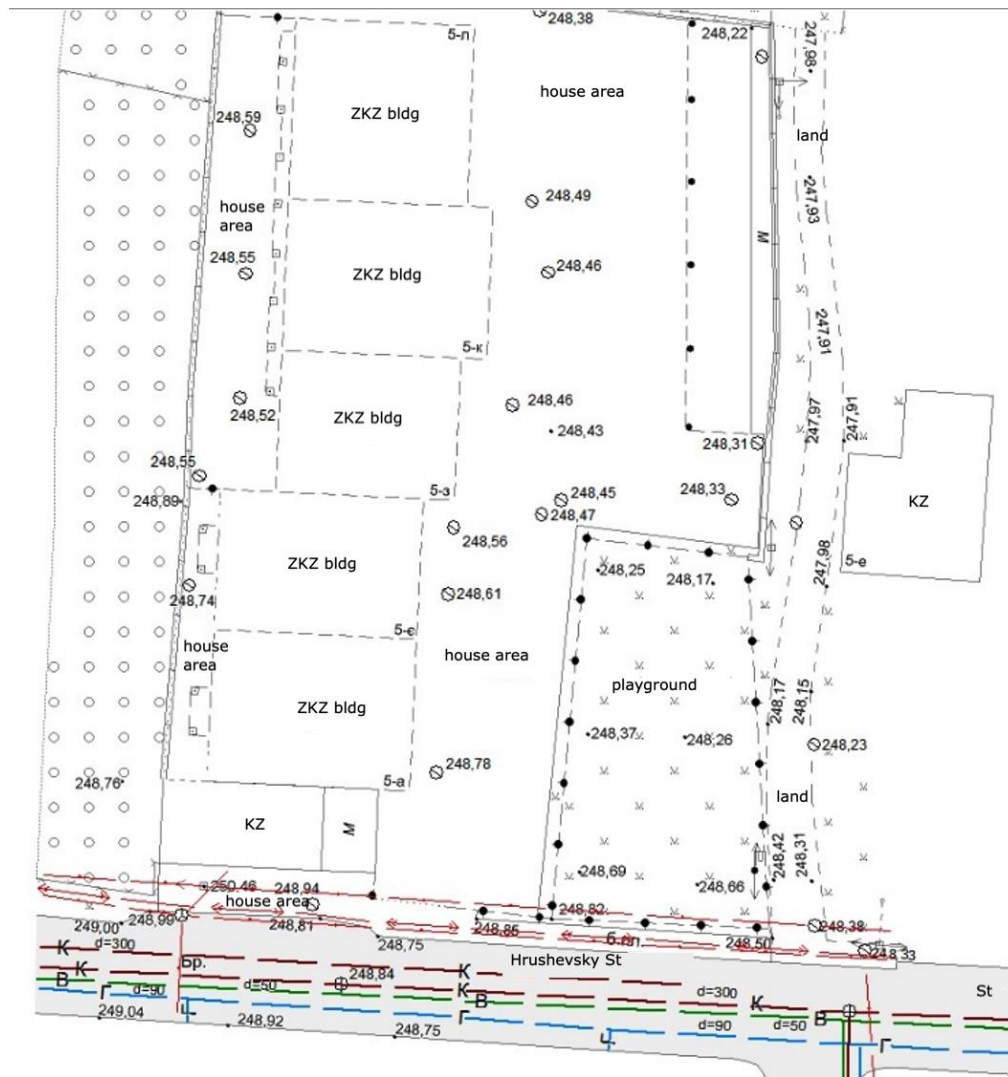 248,38
248,22
5-п
247,98
house area
248,59
ZKZ bldg
land
247,93
248,49
house
area
M
248,55
ZKZ bldg
248,46
247,91
5-к
248,46
248,52
ZKZ bldg
248,43
248,31
247,97
247,91
248,55
5-з
248,89
248,45
248,33
KZ
248,47
248,56
ZKZ bldg
248,25
248,17
247,98
5-е
248,74
248,61
5-є
house
area
house area
playground
ZKZ bldg
248,17
248,15
248,37
248,26
248,23
248,78
248,76
5-а
land
KZ
M
248,42
248,31
248,69
248,66
250,46
248,94
house area
248,82
248,99
249,00
248,81
248,86
248,38
248,75
б.пл.
248,50
248,33
d=300
К
Бр.
К
Hrushevsky St
К
248,84
К
St
В
d=90
d=50
К
В
d=300
К
Г
В
249,04
248,92
Г
d=90
d=50
Г
Г
248,75
Г